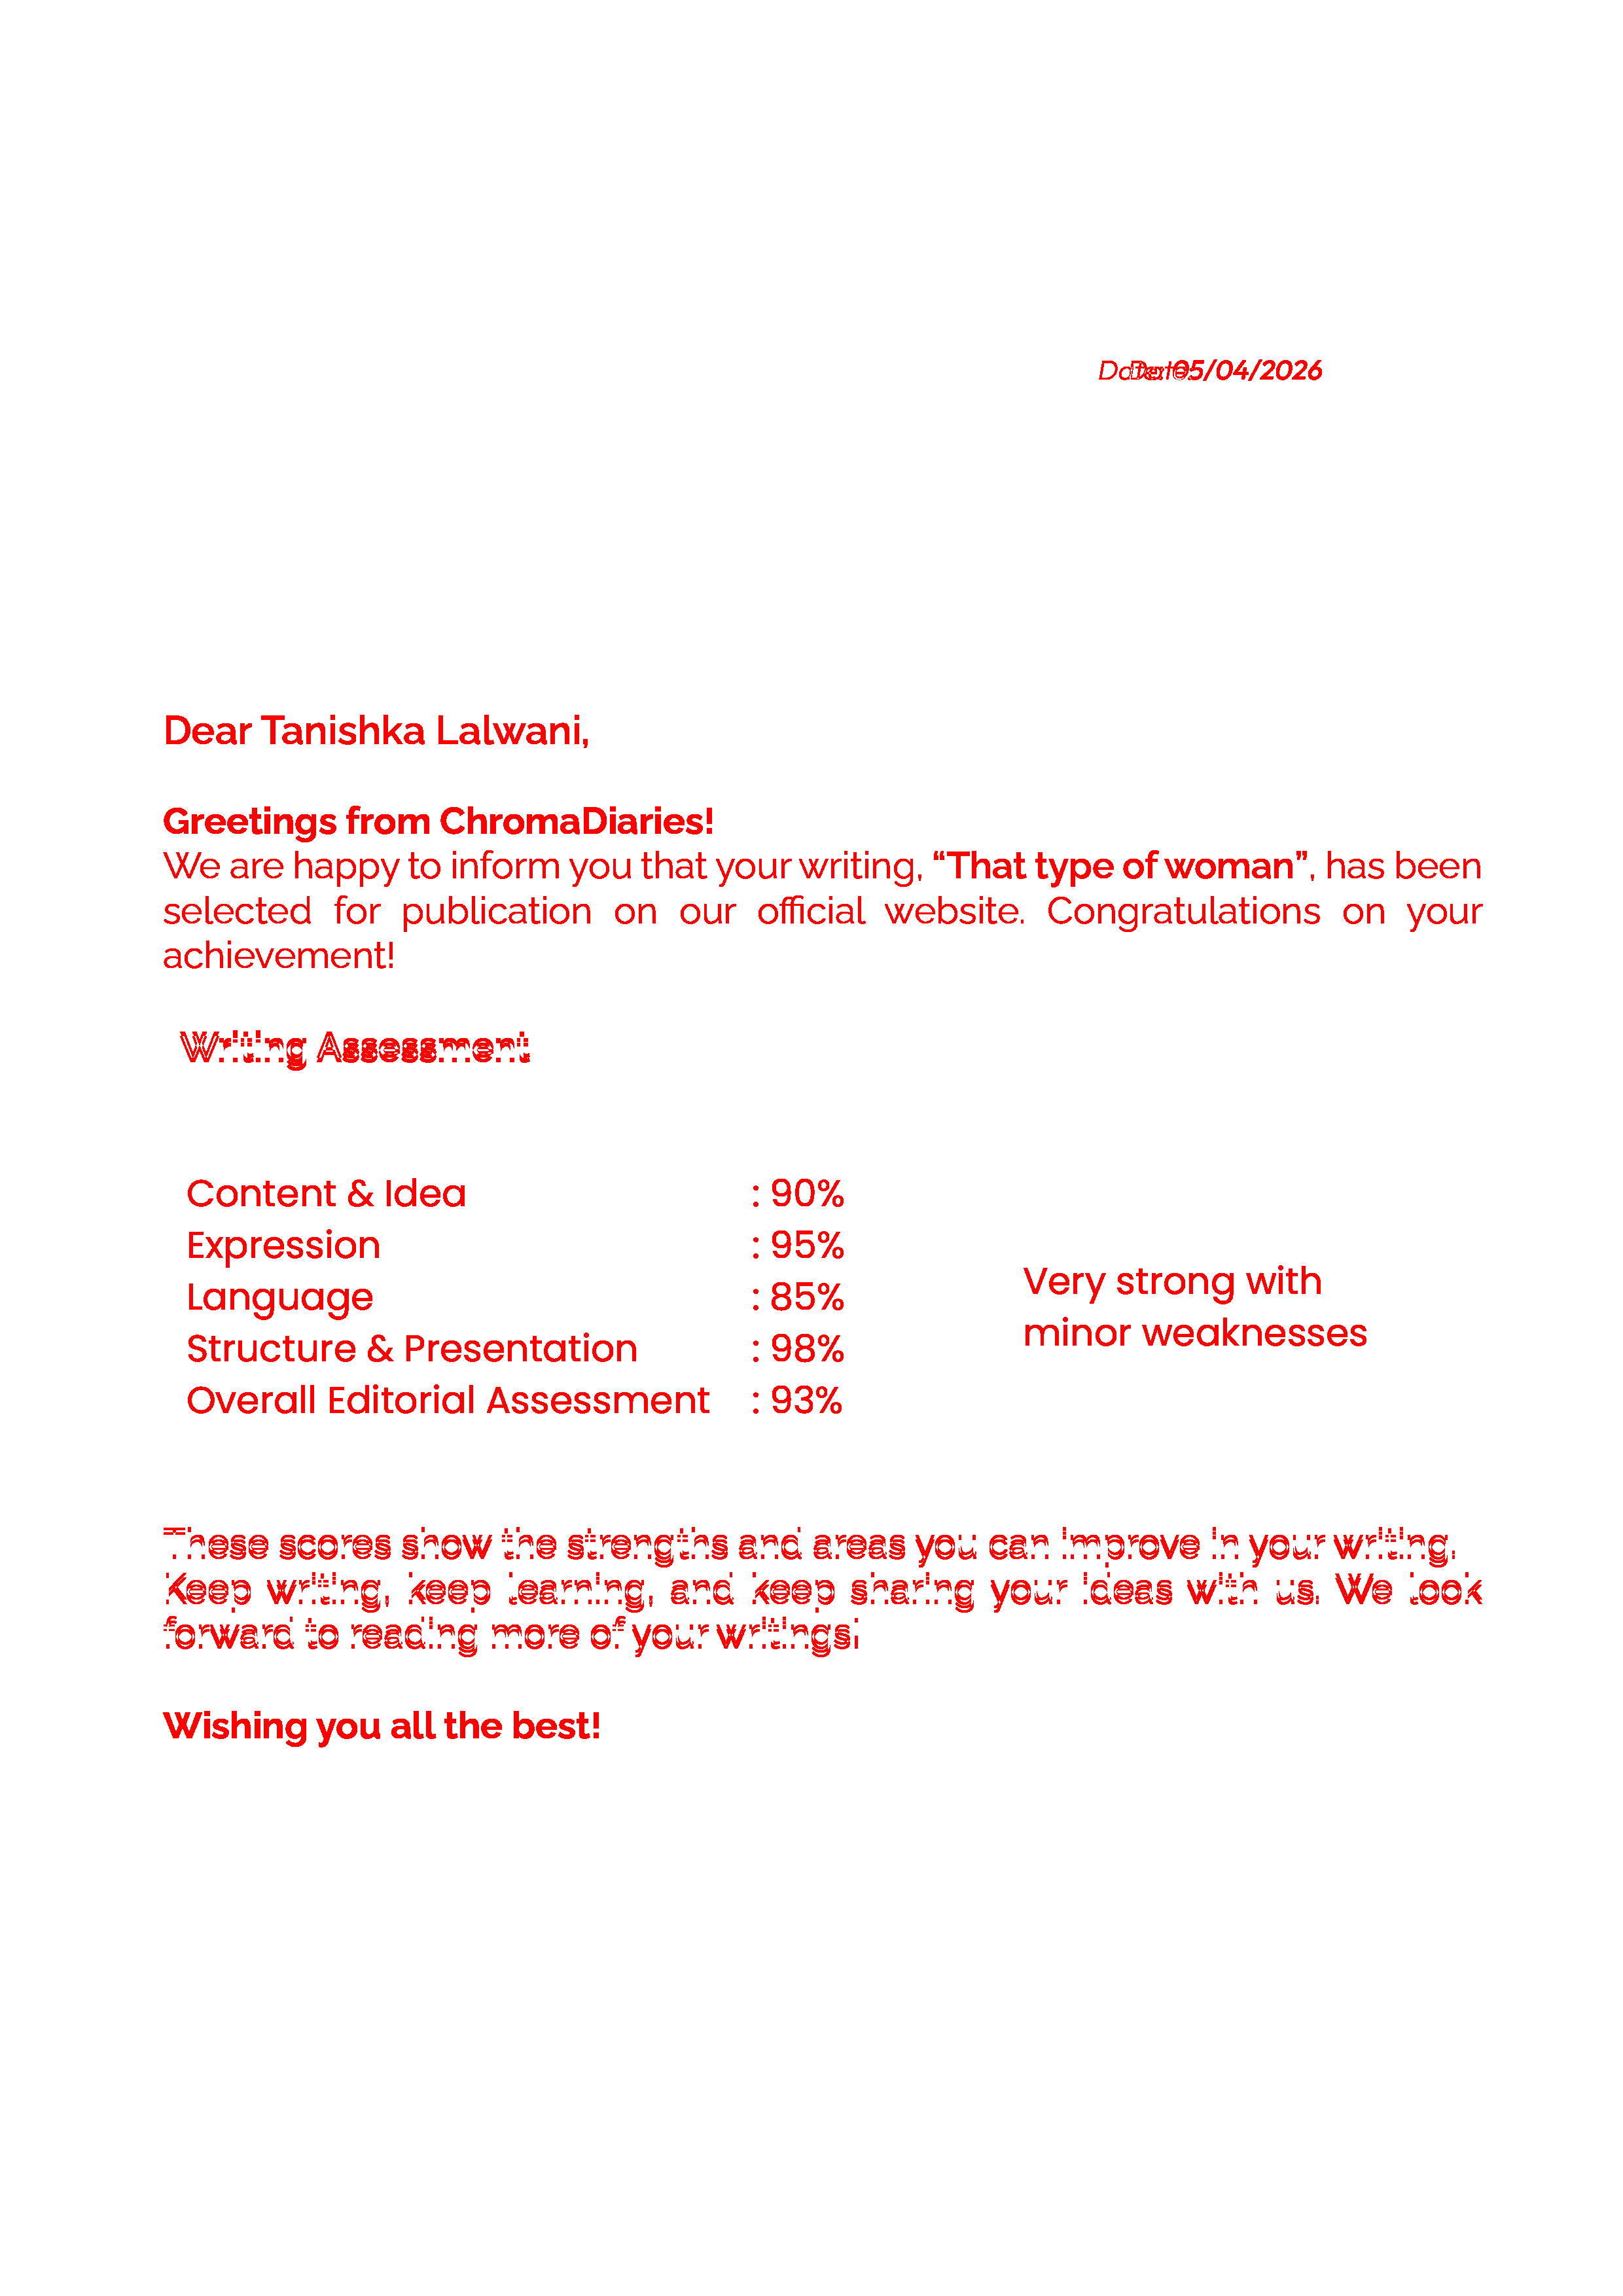 Date: 05/04/2026
Dear Tanishka Lalwani,
Greetings from ChromaDiaries!
We are happy to inform you that your writing, “That type of woman”, has been
selected for publication on our official website. Congratulations on your
achievement!
Writing Assessment
Content & Idea : 90%
Expression : 95%
Language : 85%
Structure & Presentation : 98%
Overall Editorial Assessment : 93%
Very strong with
minor weaknesses
These scores show the strengths and areas you can improve in your writing.
Keep writing, keep learning, and keep sharing your ideas with us. We look
forward to reading more of your writings!
Wishing you all the best!